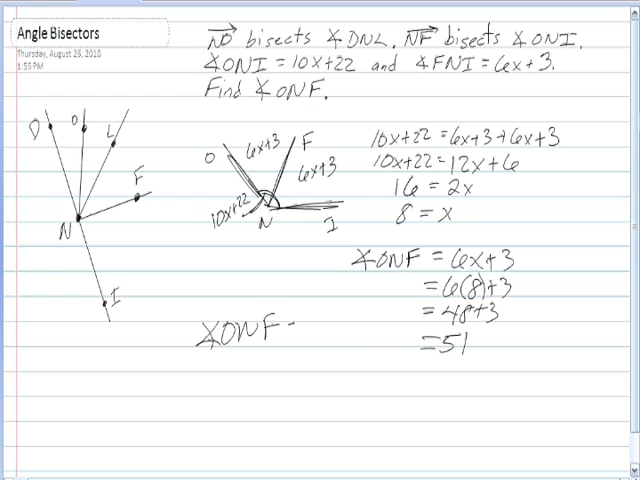 Angle Bisectors
Thursday, August 26, 2010
1:55 PM
NO bisects ∡DNL. NF bisects ∡ONI.
∡ONI = 10x+22 and ∡FNI = 6x+3.
Find ∡ONF.
D O L F N I
O 6x+3 F 6x+3 10x+22 N I
10x+22 = 6x+3+6x+3
10x+22 = 12x+6
16 = 2x
8 = x
∡ONF = 6x+3
= 6(8)+3
= 48+3
= 51
∡ONF -